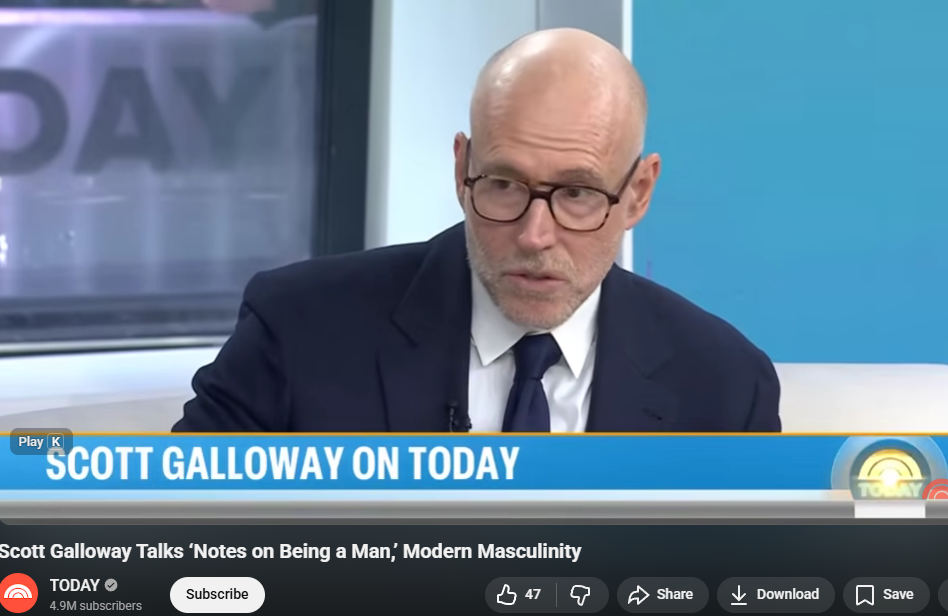 DAY
Play K
SCOTT GALLOWAY ON TODAY
TODAY
Scott Galloway Talks ‘Notes on Being a Man,’ Modern Masculinity
TODAY
4.9M subscribers
Subscribe
47
Share
Download
Save